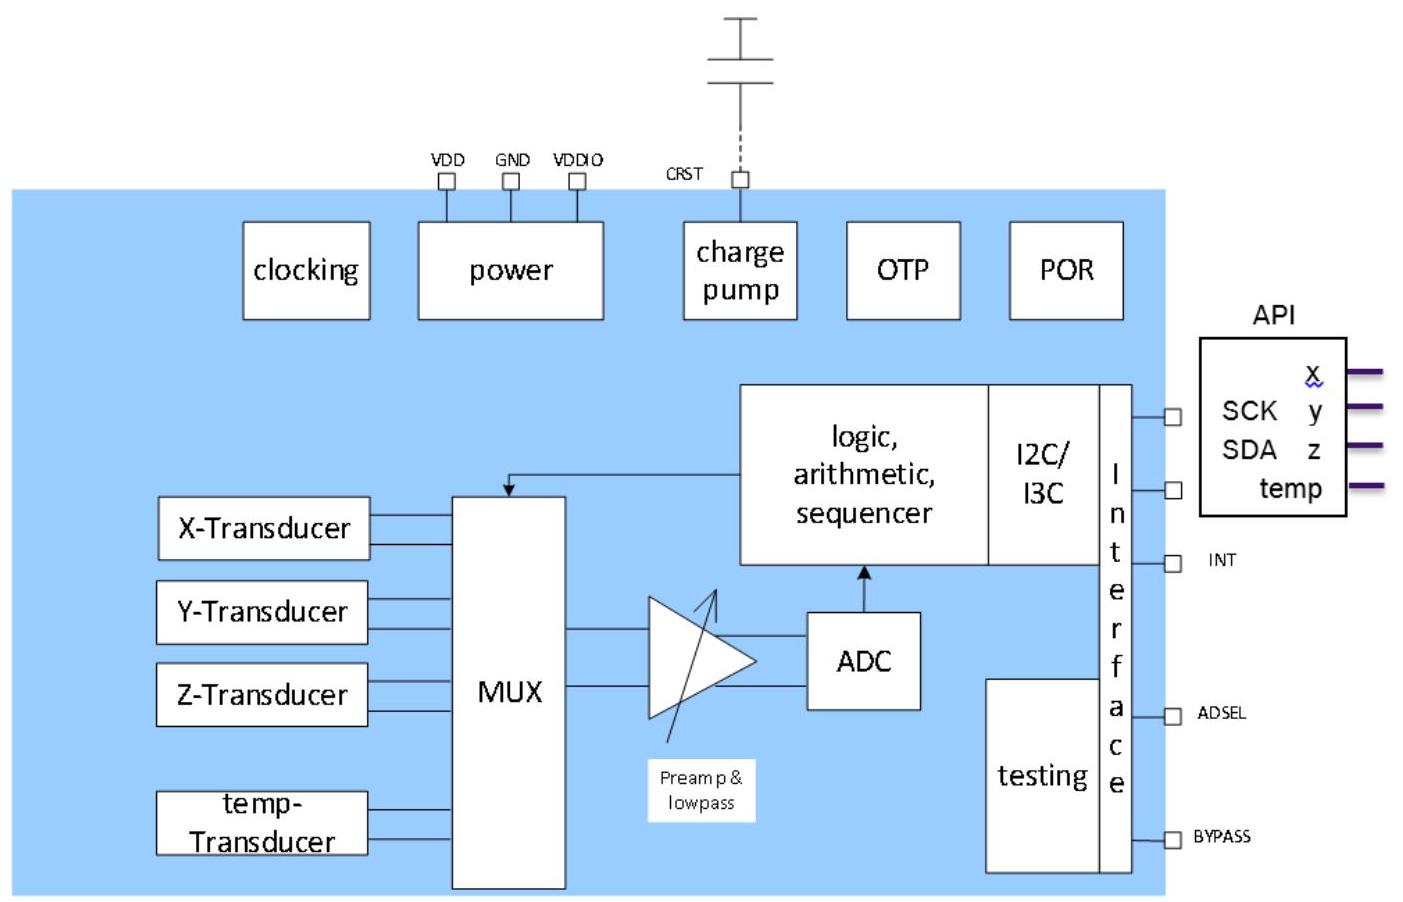 VDD GND VDDIO
CRST
clocking
power
charge
pump
OTP
POR
API
x
SCK y
SDA z
temp
logic,
arithmetic,
sequencer
I2C/
I3C
Interface
INT
X-Transducer
Y-Transducer
Z-Transducer
temp-
Transducer
MUX
ADC
Preamp &
lowpass
testing
ADSEL
BYPASS